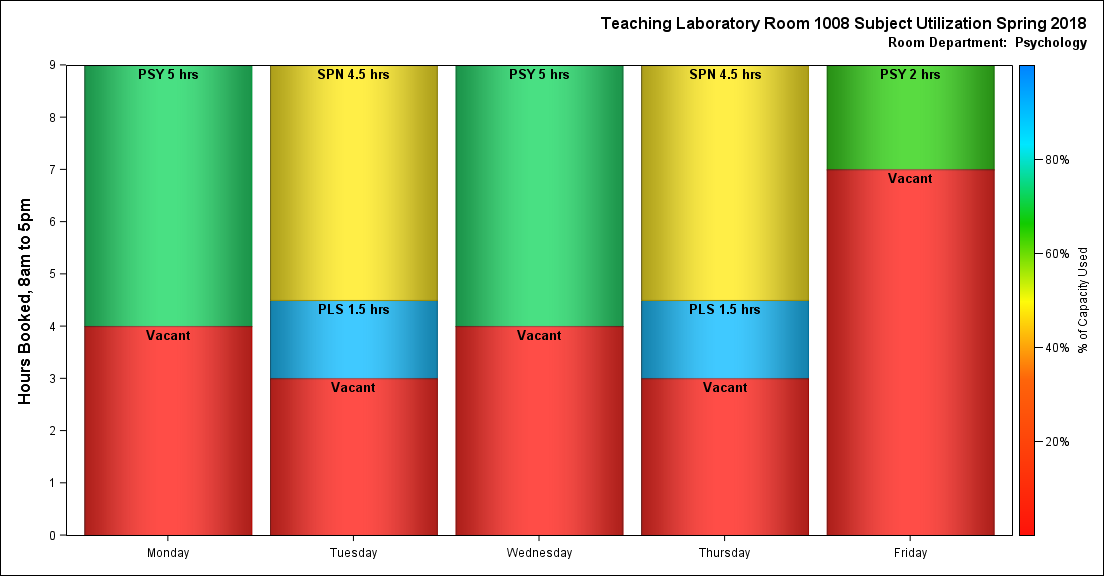 Teaching Laboratory Room 1008 Subject Utilization Spring 2018
Room Department: Psychology
Hours Booked, 8am to 5pm
9
8
7
6
5
4
3
2
1
0
PSY 5 hrs
Vacant
SPN 4.5 hrs
PLS 1.5 hrs
Vacant
PSY 5 hrs
Vacant
SPN 4.5 hrs
PLS 1.5 hrs
Vacant
PSY 2 hrs
Vacant
Monday
Tuesday
Wednesday
Thursday
Friday
80%
60%
40%
20%
% of Capacity Used